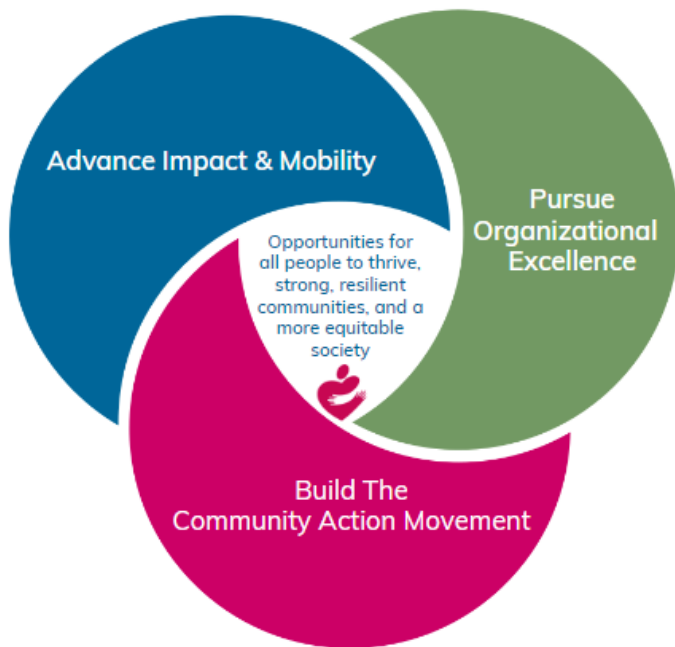 Advance Impact & Mobility
Pursue
Organizational
Excellence
Opportunities for
all people to thrive,
strong, resilient
communities, and a
more equitable
society
Build The
Community Action Movement